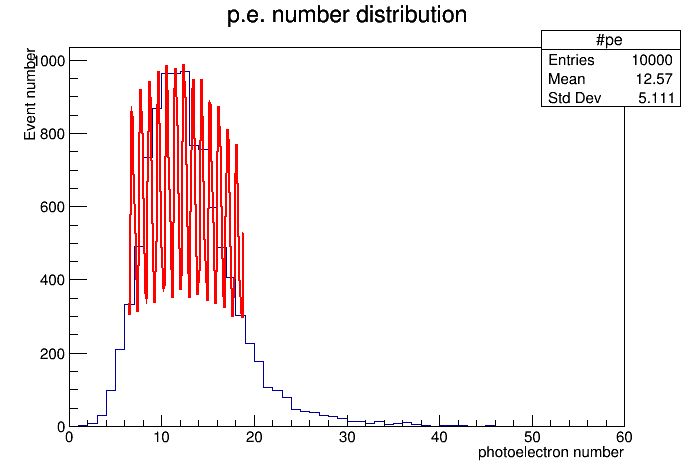 p.e. number distribution
#pe
Entries 10000
Mean 12.57
Std Dev 5.111
Event number
1000
800
600
400
200
0
0 10 20 30 40 50 60
photoelectron number